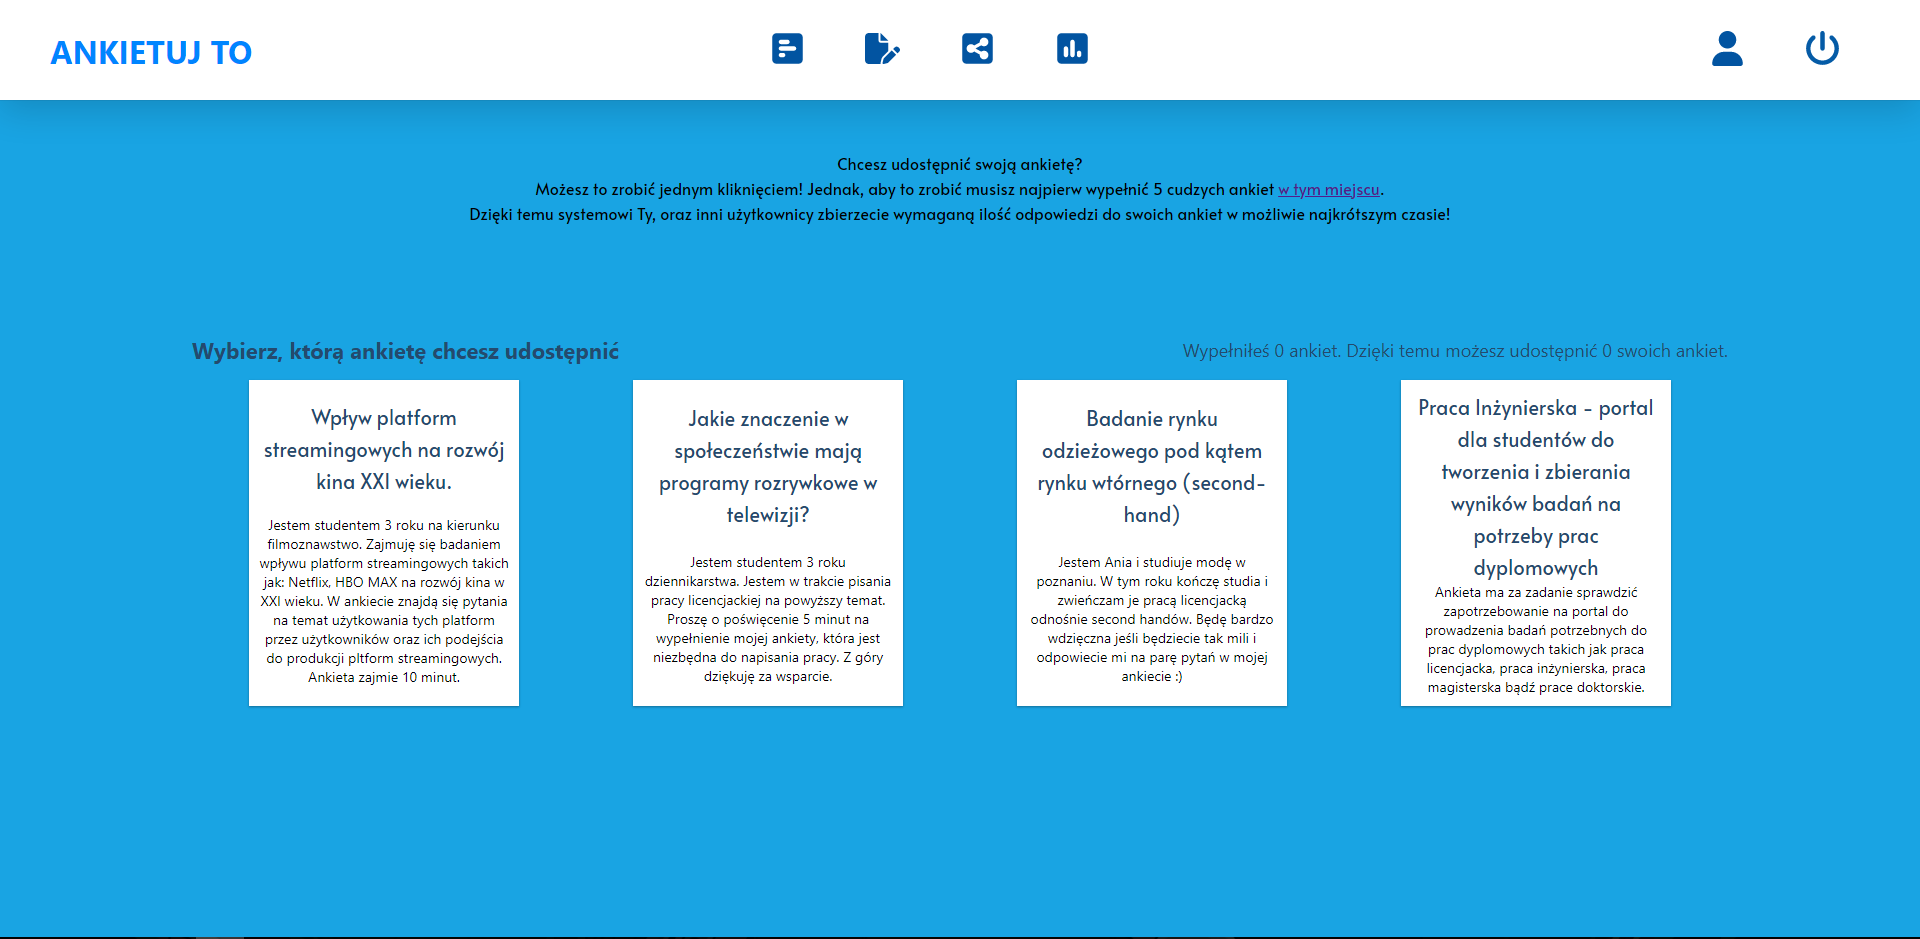 ANKIETUJ TO
Chcesz udostępnić swoją ankietę?
Możesz to zrobić jednym kliknięciem! Jednak, aby to zrobić musisz najpierw wypełnić 5 cudzych ankiet w tym miejscu.
Dzięki temu systemowi Ty, oraz inni użytkownicy zbierzecie wymaganą ilość odpowiedzi do swoich ankiet w możliwie najkrótszym czasie!
Wybierz, którą ankietę chcesz udostępnić
Wypełniłeś 0 ankiet. Dzięki temu możesz udostępnić 0 swoich ankiet.
Wpływ platform
streamingowych na rozwój
kina XXI wieku.
Jestem studentem 3 roku na kierunku
filmoznawstwo. Zajmuję się badaniem
wpływu platform streamingowych takich
jak: Netflix, HBO MAX na rozwój kina w
XXI wieku. W ankiecie znajdą się pytania
na temat użytkowania tych platform
przez użytkowników oraz ich podejścia
do produkcji pltform streamingowych.
Ankieta zajmie 10 minut.
Jakie znaczenie w
społeczeństwie mają
programy rozrywkowe w
telewizji?
Jestem studentem 3 roku
dziennikarstwa. Jestem w trakcie pisania
pracy licencjackiej na powyższy temat.
Proszę o poświęcenie 5 minut na
wypełnienie mojej ankiety, która jest
niezbędna do napisania pracy. Z góry
dziękuję za wsparcie.
Badanie rynku
odzieżowego pod kątem
rynku wtórnego (second-
hand)
Jestem Ania i studiuje modę w
poznaniu. W tym roku kończę studia i
zwieńczam je pracą licencjacką
odnośnie second handów. Będę bardzo
wdzięczna jeśli będziecie tak mili i
odpowiecie mi na parę pytań w mojej
ankiecie :)
Praca Inżynierska - portal
dla studentów do
tworzenia i zbierania
wyników badań na
potrzeby prac
dyplomowych
Ankieta ma za zadanie sprawdzić
zapotrzebowanie na portal do
prowadzenia badań potrzebnych do
prac dyplomowych takich jak praca
licencjacka, praca inżynierska, praca
magisterska bądź prace doktorskie.